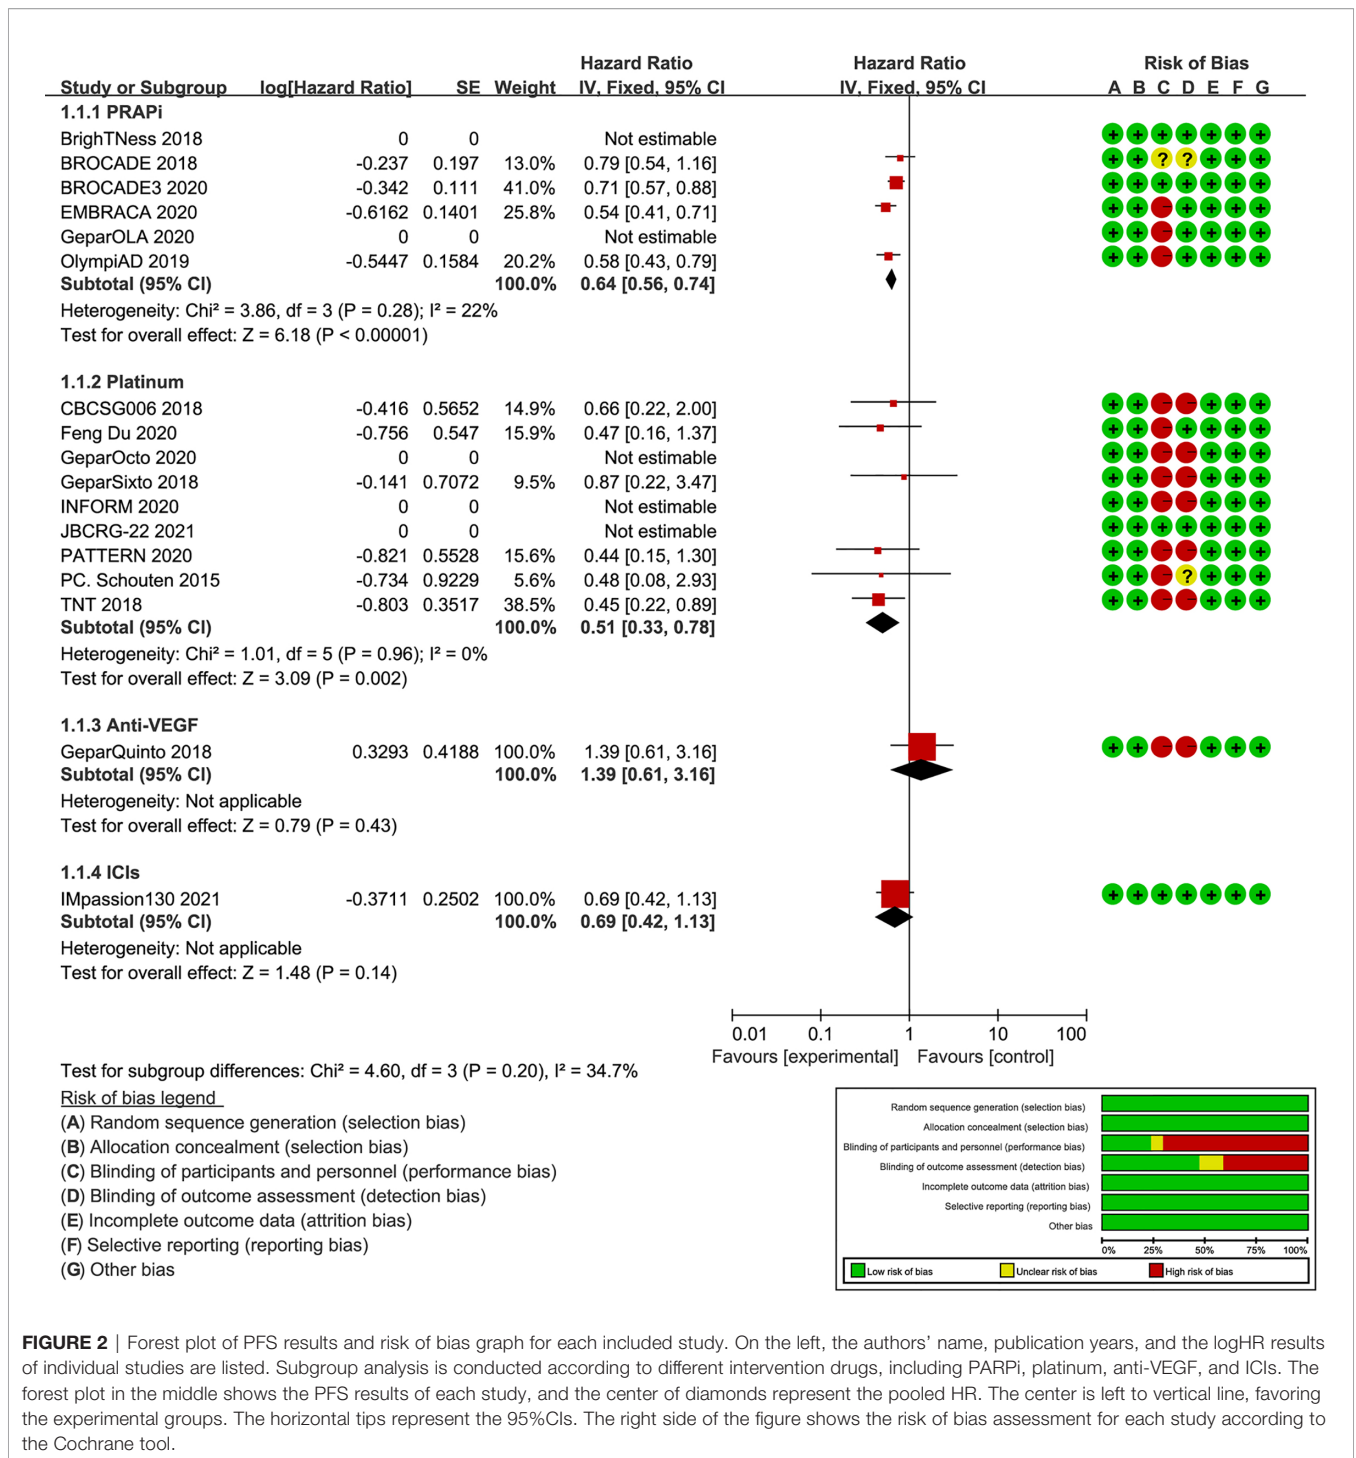 Hazard Ratio Hazard Ratio Risk of Bias
Study or Subgroup log[Hazard Ratio] SE Weight IV, Fixed, 95% CI IV, Fixed, 95% CI A B C D E F G
1.1.1 PRAPi
BrighTNess 2018 0 0 Not estimable + + + + + + +
BROCADE 2018 -0.237 0.197 13.0% 0.79 [0.54, 1.16] + + ? ? + + +
BROCADE3 2020 -0.342 0.111 41.0% 0.71 [0.57, 0.88] + + + + + + +
EMBRACA 2020 -0.6162 0.1401 25.8% 0.54 [0.41, 0.71] + + - + + + +
GeparOLA 2020 0 0 Not estimable + + - + + + +
OlympiAD 2019 -0.5447 0.1584 20.2% 0.58 [0.43, 0.79] + + - + + + +
Subtotal (95% CI) 100.0% 0.64 [0.56, 0.74]
Heterogeneity: Chi² = 3.86, df = 3 (P = 0.28); I² = 22%
Test for overall effect: Z = 6.18 (P < 0.00001)
1.1.2 Platinum
CBCSG006 2018 -0.416 0.5652 14.9% 0.66 [0.22, 2.00] + + - - + + +
Feng Du 2020 -0.756 0.547 15.9% 0.47 [0.16, 1.37] + + - + + + +
GeparOcto 2020 0 0 Not estimable + + - - + + +
GeparSixto 2018 -0.141 0.7072 9.5% 0.87 [0.22, 3.47] + + - - + + +
INFORM 2020 0 0 Not estimable + + - - + + +
JBCRG-22 2021 0 0 Not estimable + + + + + + +
PATTERN 2020 -0.821 0.5528 15.6% 0.44 [0.15, 1.30] + + - - + + +
PC. Schouten 2015 -0.734 0.9229 5.6% 0.48 [0.08, 2.93] + + - ? + + +
TNT 2018 -0.803 0.3517 38.5% 0.45 [0.22, 0.89] + + - - + + +
Subtotal (95% CI) 100.0% 0.51 [0.33, 0.78]
Heterogeneity: Chi² = 1.01, df = 5 (P = 0.96); I² = 0%
Test for overall effect: Z = 3.09 (P = 0.002)
1.1.3 Anti-VEGF
GeparQuinto 2018 0.3293 0.4188 100.0% 1.39 [0.61, 3.16] + + - - + + +
Subtotal (95% CI) 100.0% 1.39 [0.61, 3.16]
Heterogeneity: Not applicable
Test for overall effect: Z = 0.79 (P = 0.43)
1.1.4 ICIs
IMpassion130 2021 -0.3711 0.2502 100.0% 0.69 [0.42, 1.13] + + + + + + +
Subtotal (95% CI) 100.0% 0.69 [0.42, 1.13]
Heterogeneity: Not applicable
Test for overall effect: Z = 1.48 (P = 0.14)
0.01 0.1 1 10 100
Favours [experimental] Favours [control]
Test for subgroup differences: Chi² = 4.60, df = 3 (P = 0.20), I² = 34.7%
Risk of bias legend
(A) Random sequence generation (selection bias)
(B) Allocation concealment (selection bias)
(C) Blinding of participants and personnel (performance bias)
(D) Blinding of outcome assessment (detection bias)
(E) Incomplete outcome data (attrition bias)
(F) Selective reporting (reporting bias)
(G) Other bias
Random sequence generation (selection bias)
Allocation concealment (selection bias)
Blinding of participants and personnel (performance bias)
Blinding of outcome assessment (detection bias)
Incomplete outcome data (attrition bias)
Selective reporting (reporting bias)
Other bias
0% 25% 50% 75% 100%
Low risk of bias Unclear risk of bias High risk of bias
FIGURE 2 | Forest plot of PFS results and risk of bias graph for each included study. On the left, the authors' name, publication years, and the logHR results
of individual studies are listed. Subgroup analysis is conducted according to different intervention drugs, including PARPi, platinum, anti-VEGF, and ICIs. The
forest plot in the middle shows the PFS results of each study, and the center of diamonds represent the pooled HR. The center is left to vertical line, favoring
the experimental groups. The horizontal tips represent the 95%CIs. The right side of the figure shows the risk of bias assessment for each study according to
the Cochrane tool.